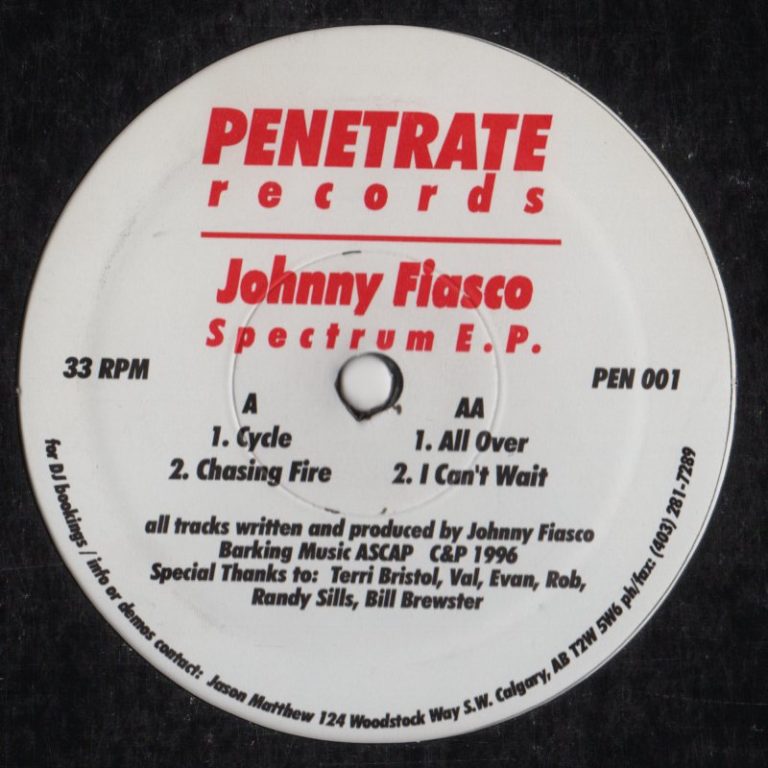 PENETRATE
records
Johnny Fiasco
Spectrum E.P.
33 RPM
PEN 001
A
1. Cycle
2. Chasing Fire
AA
1. All Over
2. I Can't Wait
all tracks written and produced by Johnny Fiasco
Barking Music ASCAP C&P 1996
Special Thanks to: Terri Bristol, Val, Evan, Rob,
Randy Sills, Bill Brewster
for DJ bookings / info or demos contact: Jason Matthew 124 Woodstock Way S.W. Calgary, AB T2W 5W6 ph/fax: (403) 281-7289